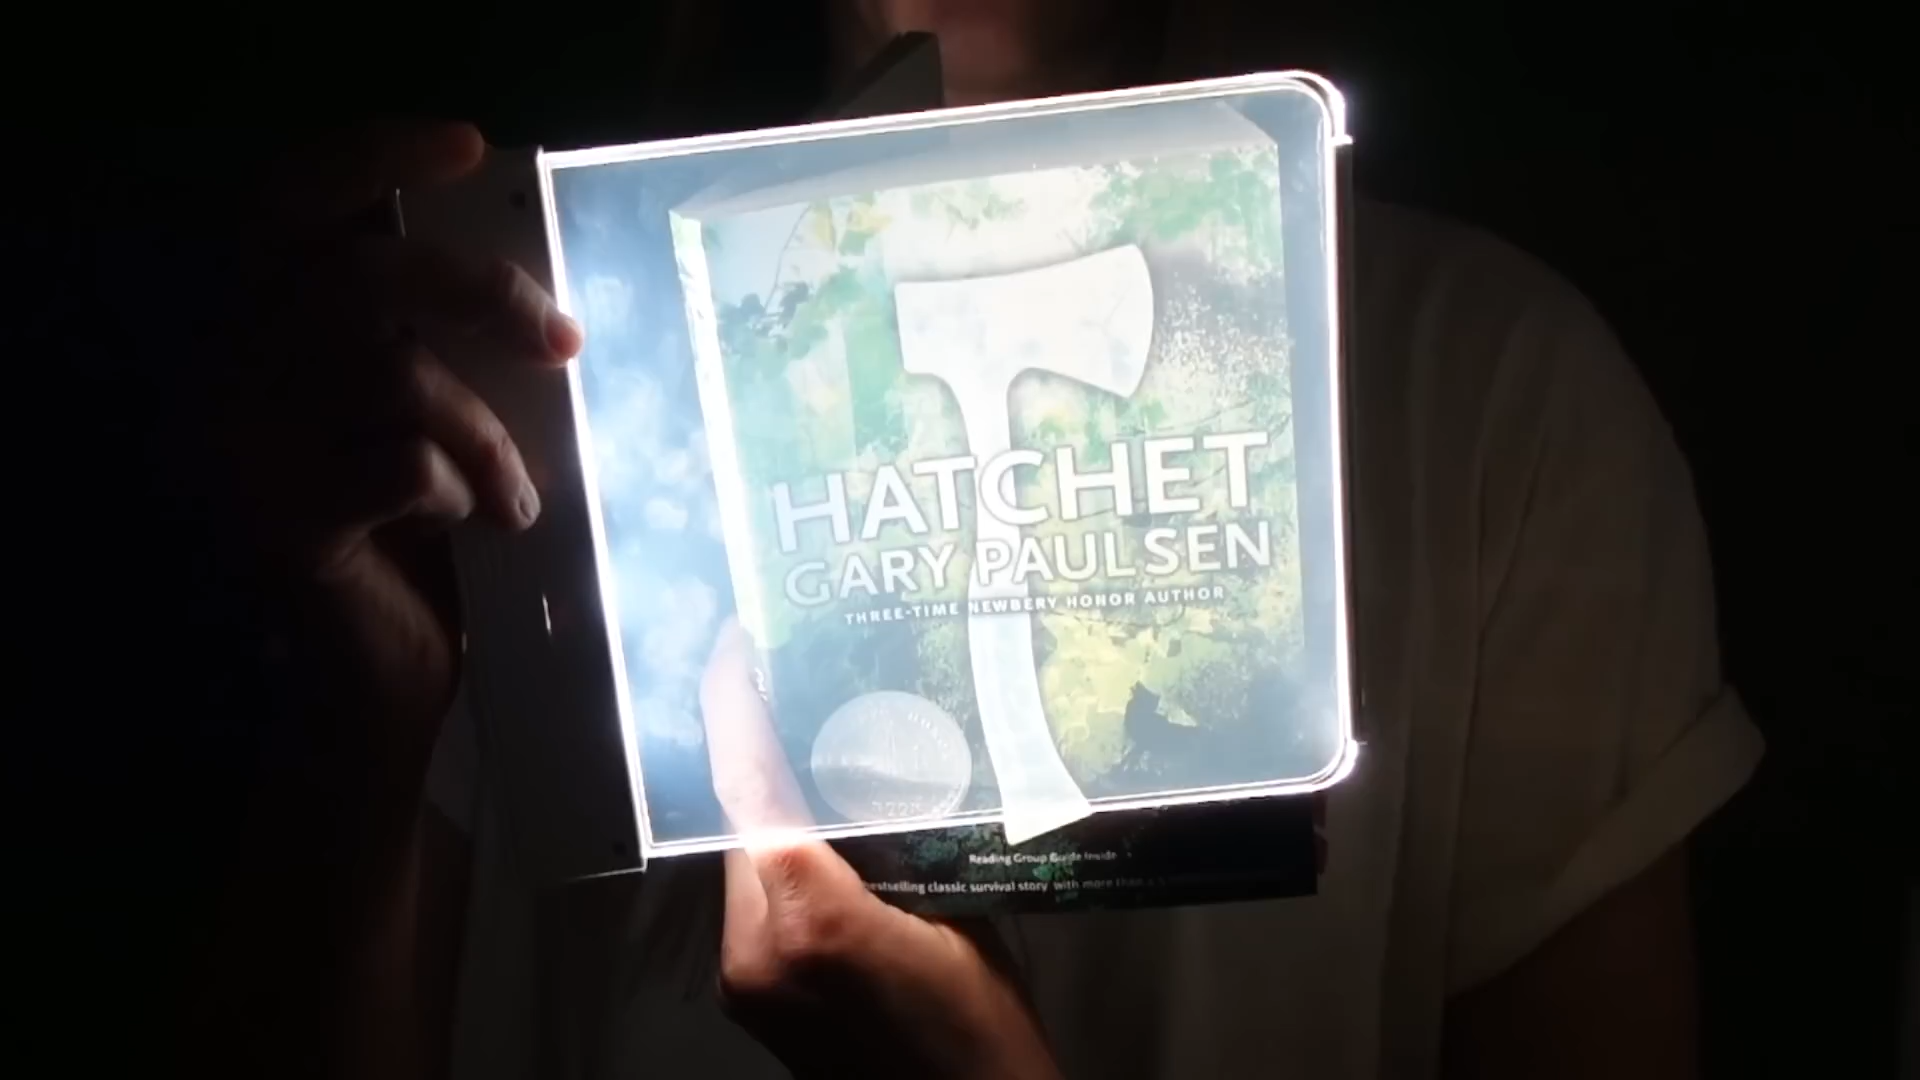 HATCHET
GARY PAULSEN
THREE-TIME NEWBERY HONOR AUTHOR
Reading Group Guide Inside
bestselling classic survival story with more than